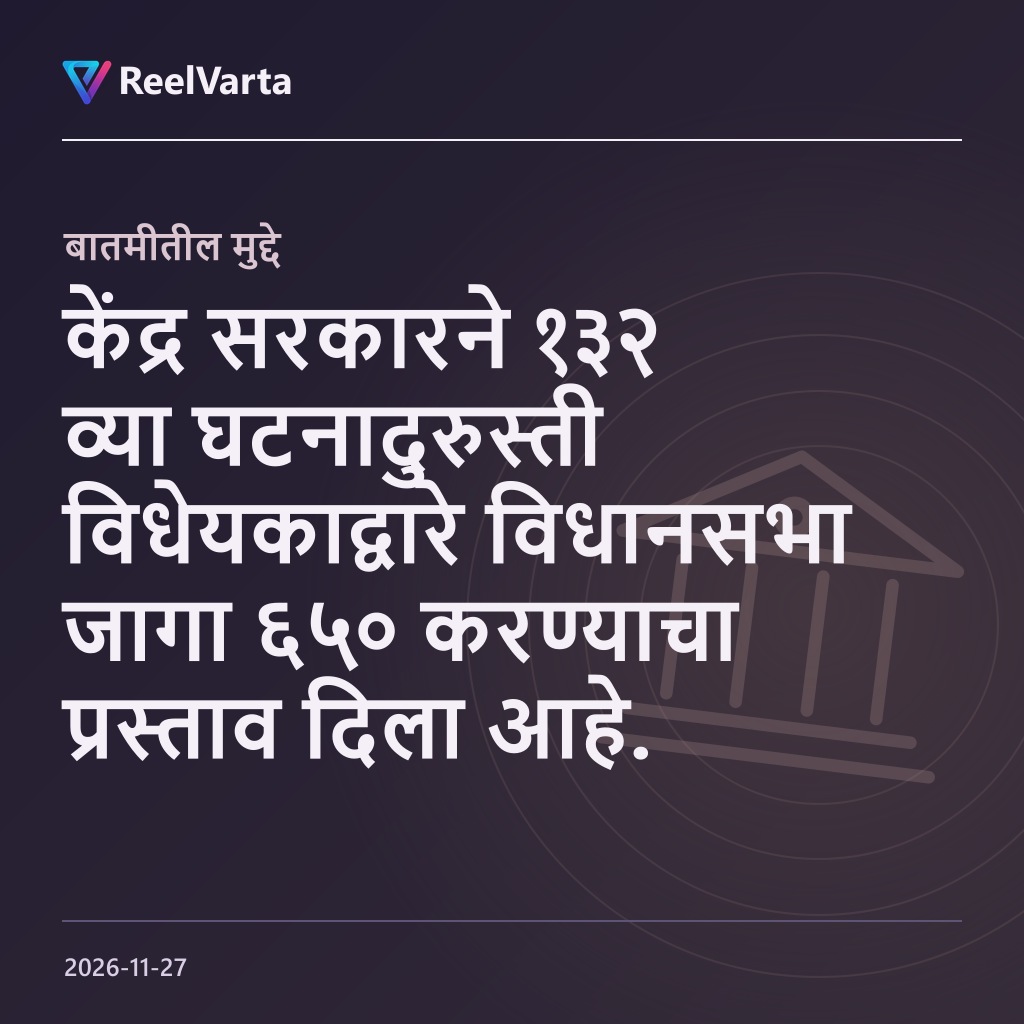 ReelVarta
बातमीतील मुद्दे
केंद्र सरकारने १३२
व्या घटनादुरुस्ती
विधेयकाद्वारे विधानसभा
जागा ६५० करण्याचा
प्रस्ताव दिला आहे.
2026-11-27